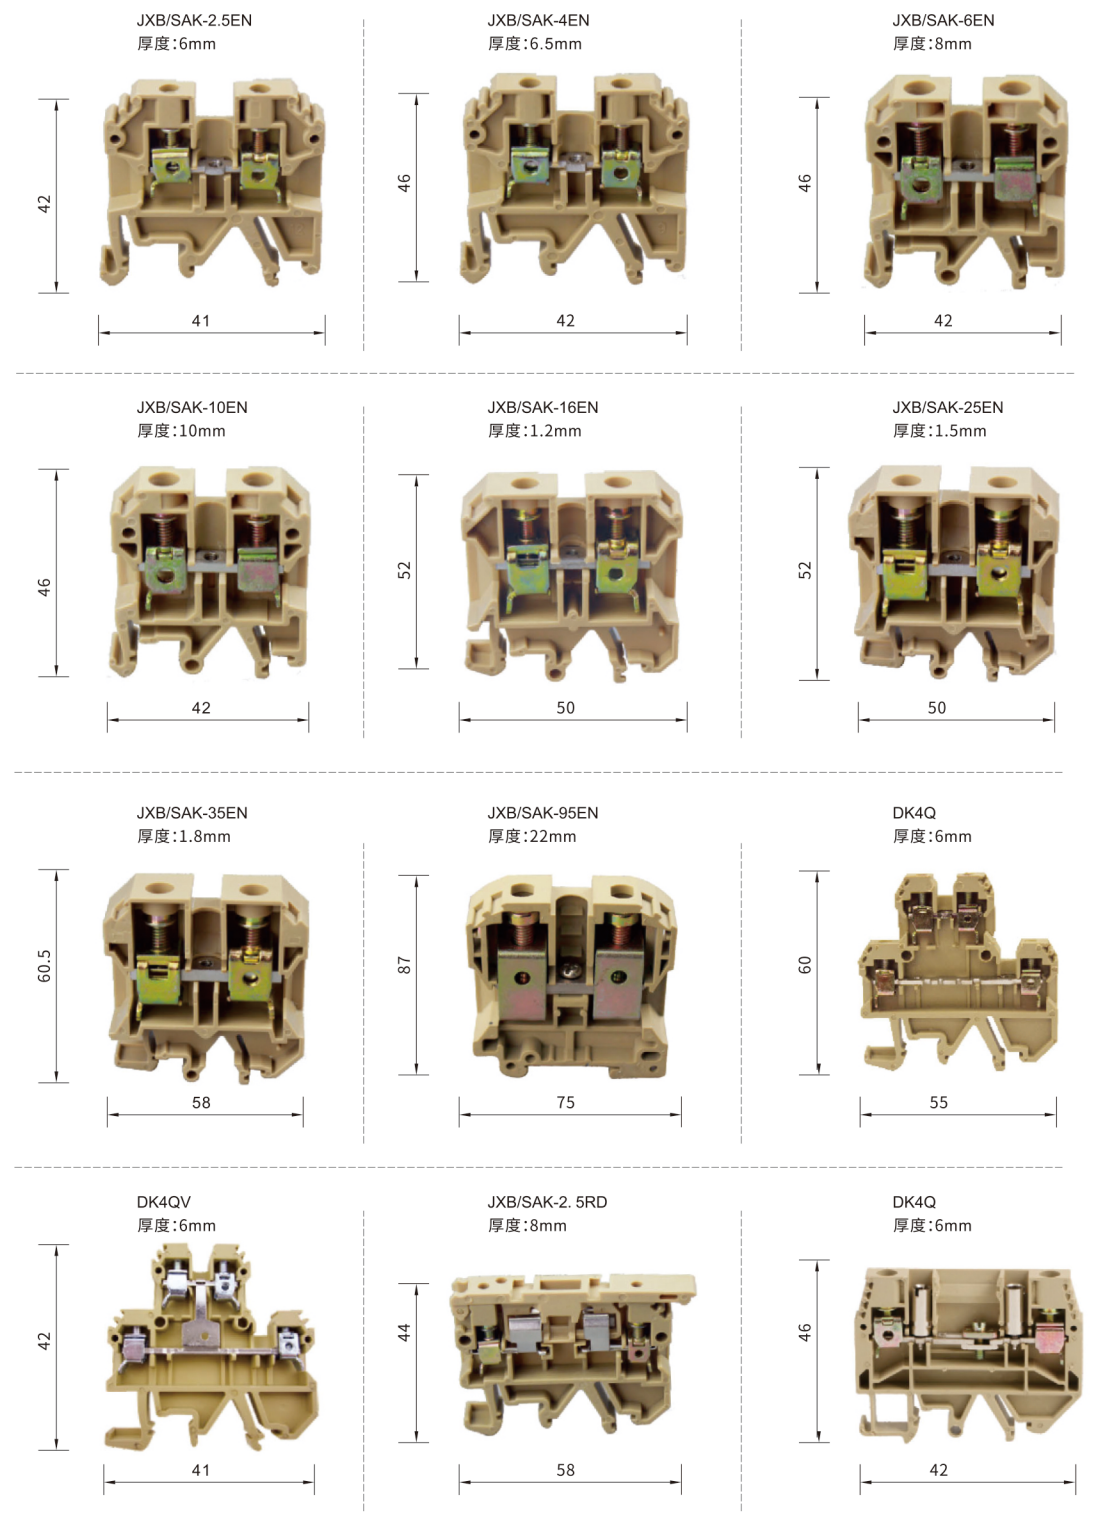 JXB/SAK-2.5EN
厚度:6mm
JXB/SAK-4EN
厚度:6.5mm
JXB/SAK-6EN
厚度:8mm
42
41
46
42
46
42
JXB/SAK-10EN
厚度:10mm
JXB/SAK-16EN
厚度:1.2mm
JXB/SAK-25EN
厚度:1.5mm
46
42
52
50
52
50
JXB/SAK-35EN
厚度:1.8mm
JXB/SAK-95EN
厚度:22mm
DK4Q
厚度:6mm
60.5
58
87
75
60
55
DK4QV
厚度:6mm
JXB/SAK-2. 5RD
厚度:8mm
DK4Q
厚度:6mm
42
41
44
58
46
42